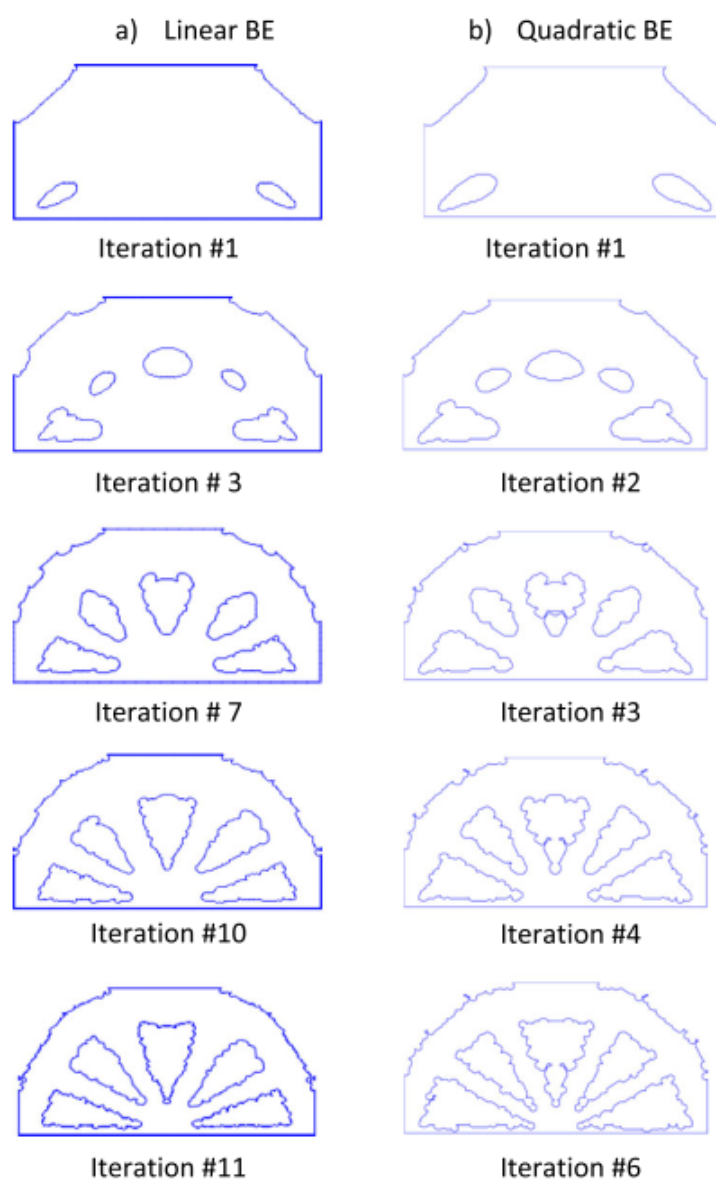 a) Linear BE
b) Quadratic BE
Iteration #1
Iteration #1
Iteration # 3
Iteration #2
Iteration # 7
Iteration #3
Iteration #10
Iteration #4
Iteration #11
Iteration #6